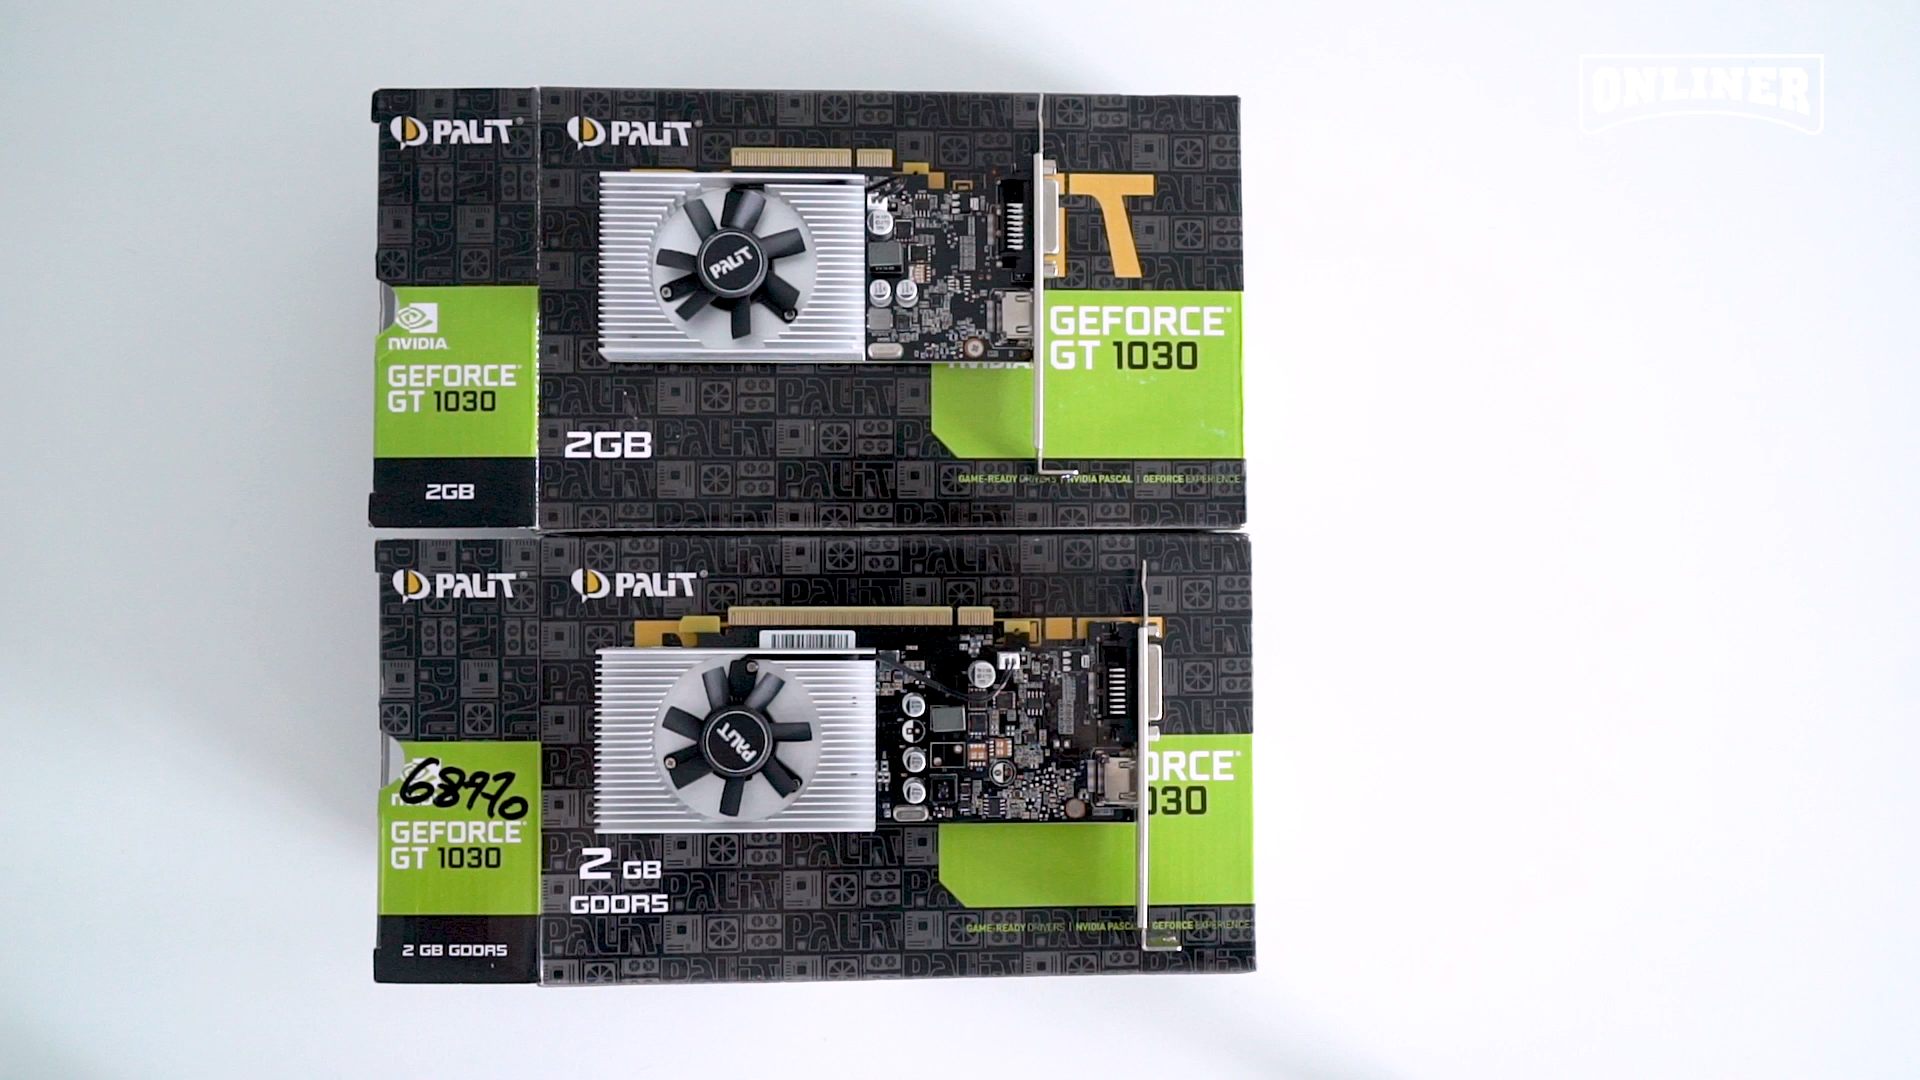 ONLINER
PALiT
PALiT
T
NVIDIA
GEFORCE
GT 1030
GEFORCE
GT 1030
PALiT
2GB
2GB
GAME-READY DRIVERS | NVIDIA PASCAL | GEFORCE EXPERIENCE
PALiT
PALiT
68970
GEFORCE
GT 1030
ORCE
030
PALiT
2 GB
GDDR5
2 GB GDDR5
GAME-READY DRIVERS | NVIDIA PASCAL GEFORCE EXPERIENCE